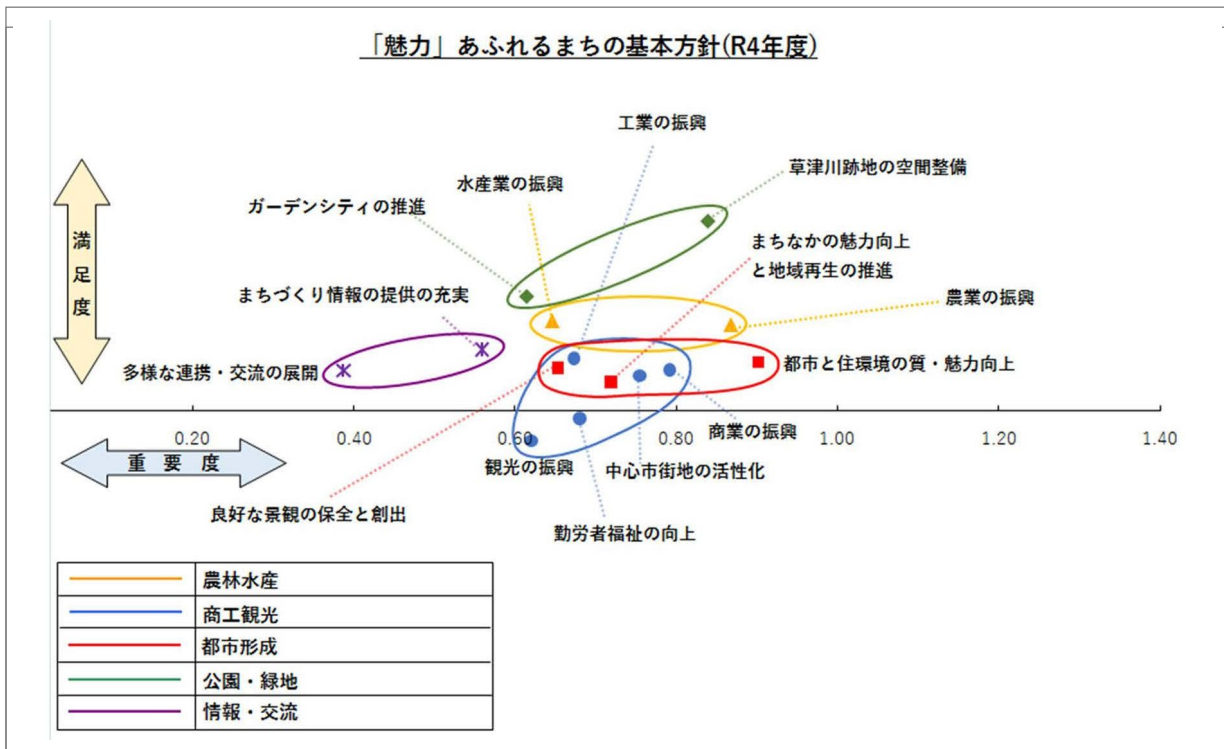 「魅力」あふれるまちの基本方針(R4年度)
工業の振興
草津川跡地の空間整備
水産業の振興
ガーデンシティの推進
まちなかの魅力向上
と地域再生の推進
満足度
まちづくり情報の提供の充実
農業の振興
多様な連携・交流の展開
都市と住環境の質・魅力向上
0.20
0.40
0.60
0.80
1.00
1.20
1.40
商業の振興
重要度
観光の振興
中心市街地の活性化
良好な景観の保全と創出
勤労者福祉の向上
農林水産
商工観光
都市形成
公園・緑地
情報・交流